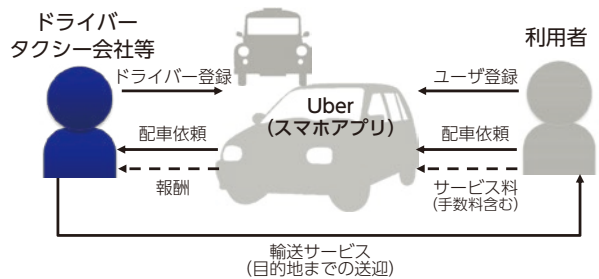 ドライバー
タクシー会社等
利用者
ドライバー登録
ユーザ登録
Uber
(スマホアプリ)
配車依頼
配車依頼
報酬
サービス料
(手数料含む)
輸送サービス
(目的地までの送迎)